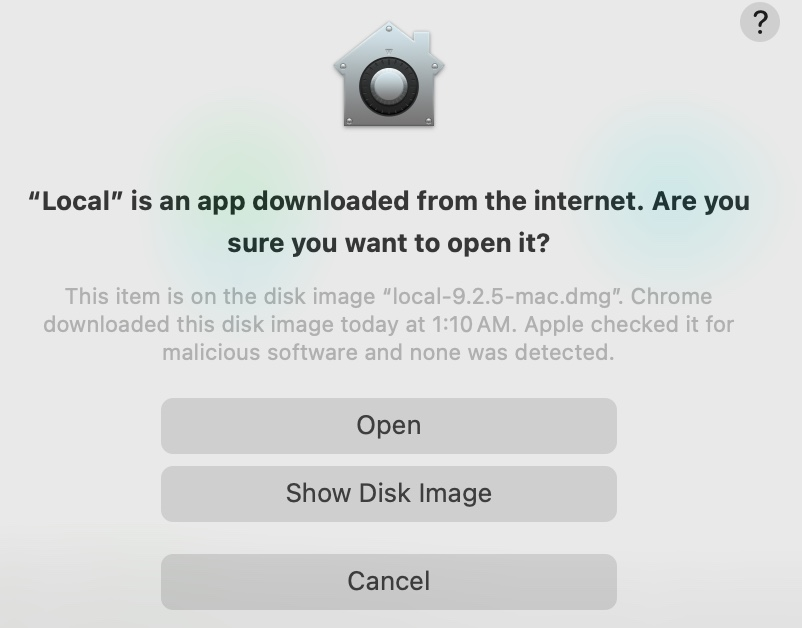 ?
“Local” is an app downloaded from the internet. Are you
sure you want to open it?
This item is on the disk image “local-9.2.5-mac.dmg”. Chrome
downloaded this disk image today at 1:10 AM. Apple checked it for
malicious software and none was detected.
Open
Show Disk Image
Cancel